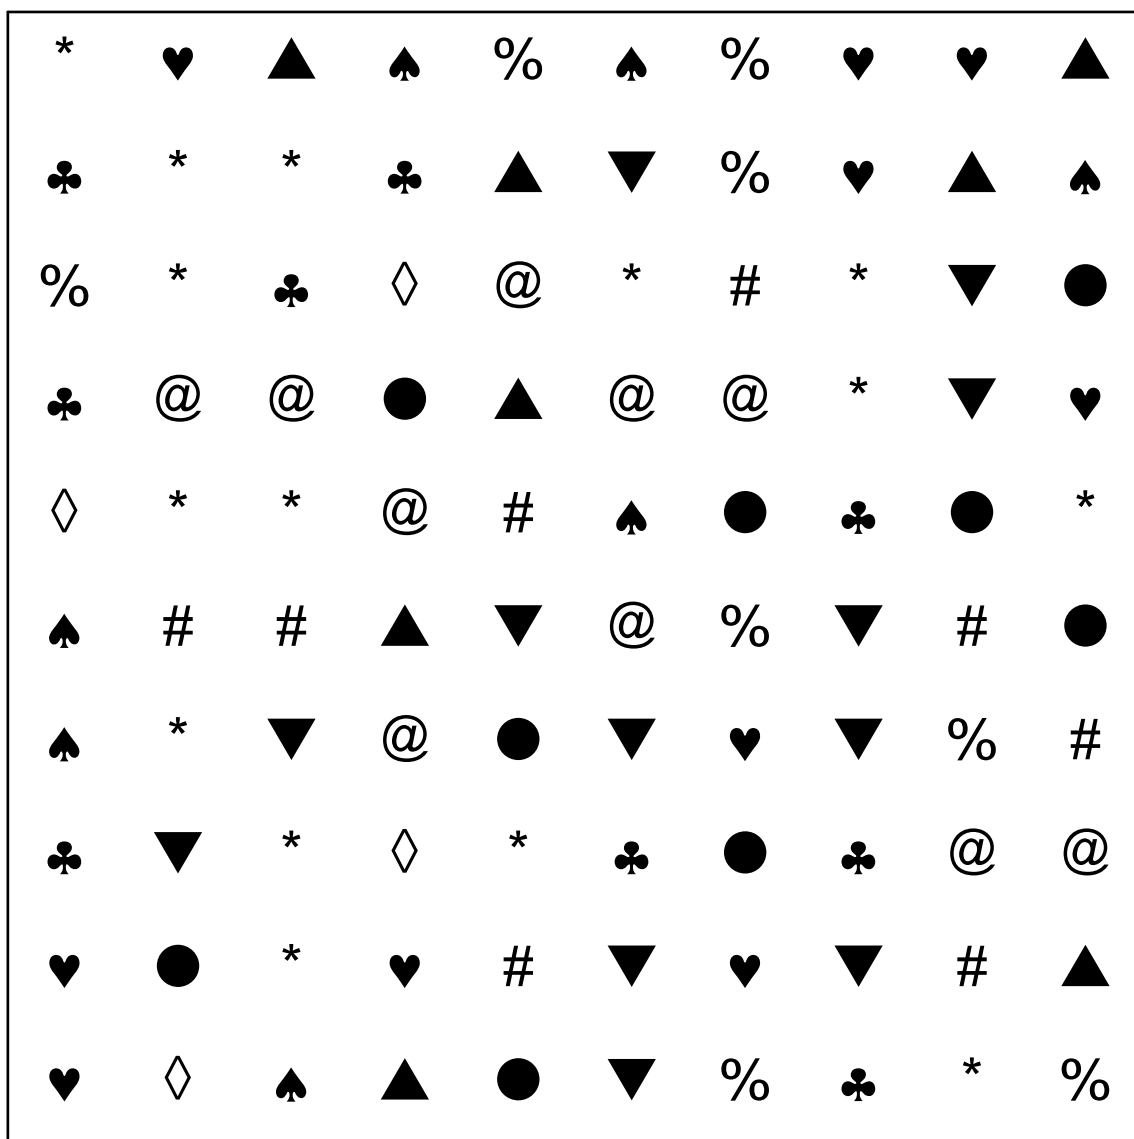 * ♥ ▲ ♠ % ♠ % ♥ ♥ ▲
♣ * * ♣ ▲ ▼ % ♥ ▲ ♠
% * ♣ ◊ @ * # * ▼ ●
♣ @ @ ● ▲ @ @ * ▼ ♥
◊ * * @ # ♠ ● ♣ ● *
♠ # # ▲ ▼ @ % ▼ # ●
♠ * ▼ @ ● ▼ ♥ ▼ % #
♣ ▼ * ◊ * ♣ ● ♣ @ @
♥ ● * ♥ # ▼ ♥ ▼ # ▲
♥ ◊ ♠ ▲ ● ▼ % ♣ * %